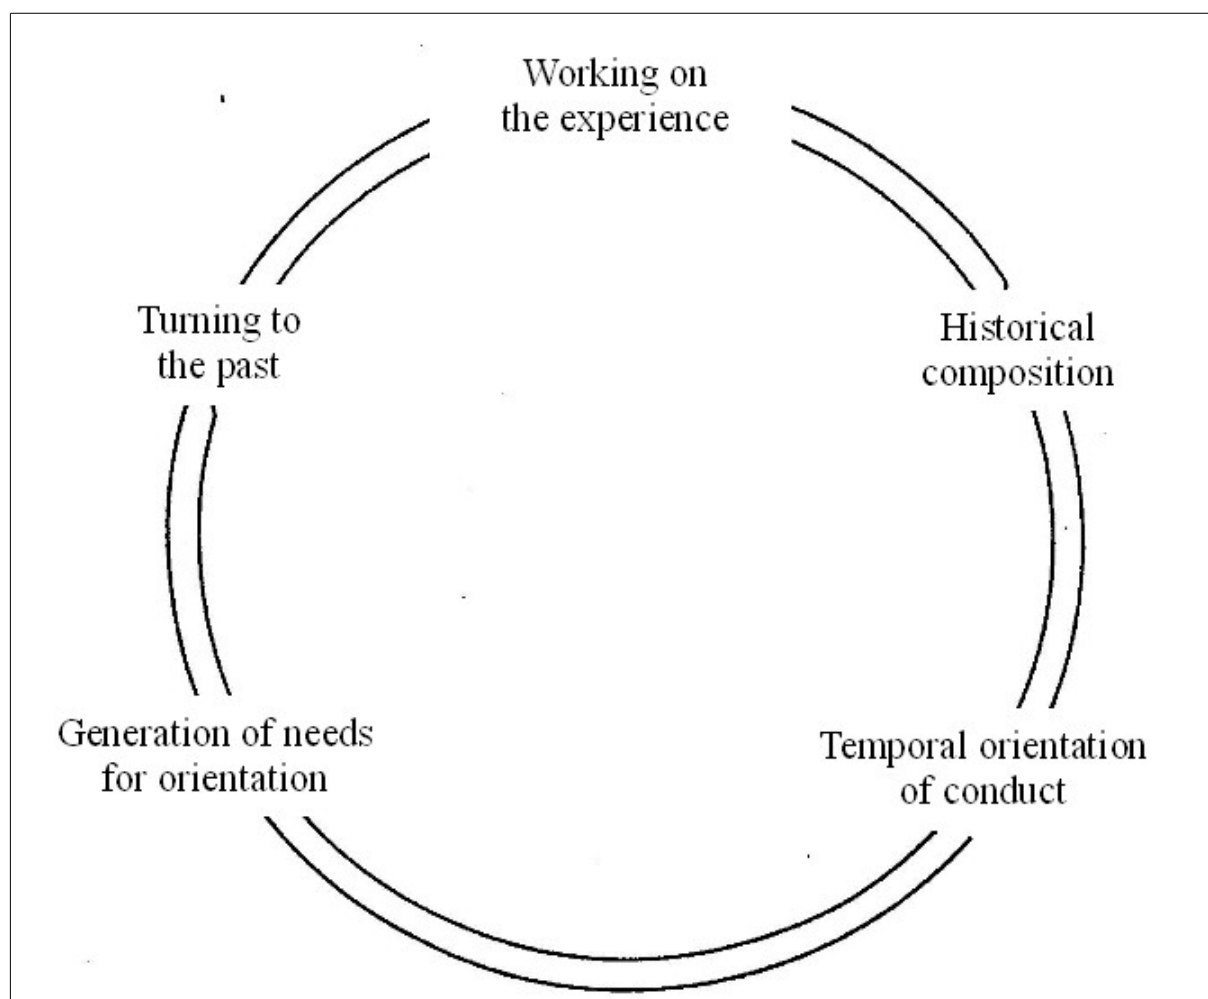 Working on
the experience
Turning to
the past
Historical
composition
Generation of needs
for orientation
Temporal orientation
of conduct